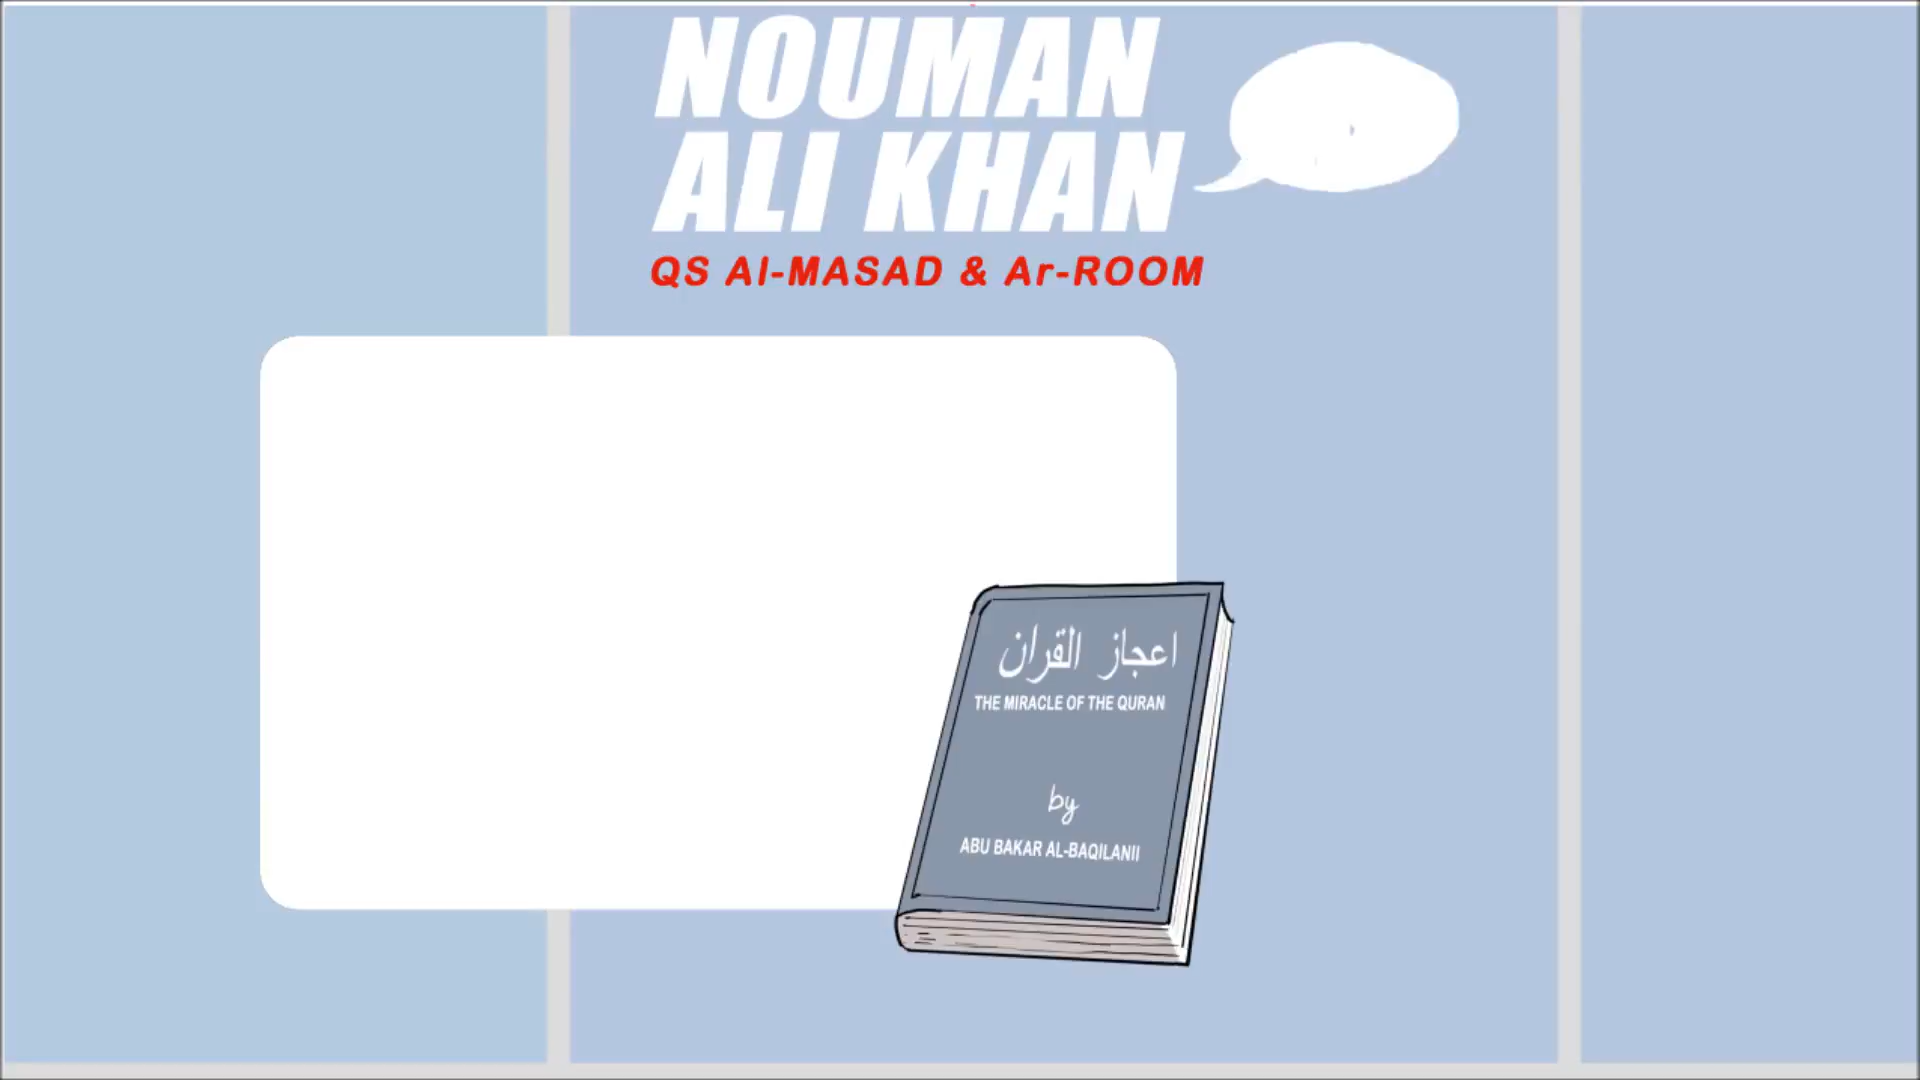 NOUMAN
ALI KHAN
QS Al-MASAD & Ar-ROOM
اعجاز القران
THE MIRACLE OF THE QURAN
by
ABU BAKAR AL-BAQILANII